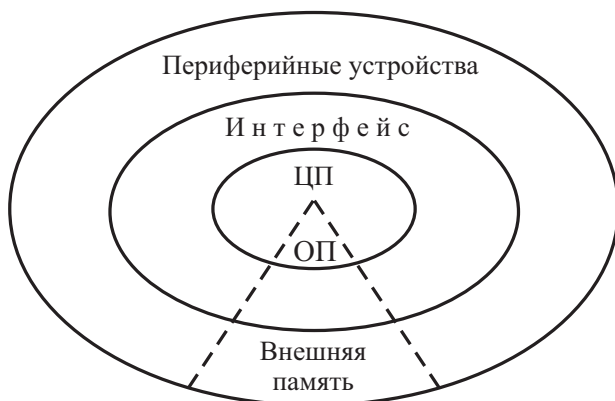 Периферийные устройства
Интерфейс
ЦП
ОП
Внешняя
память